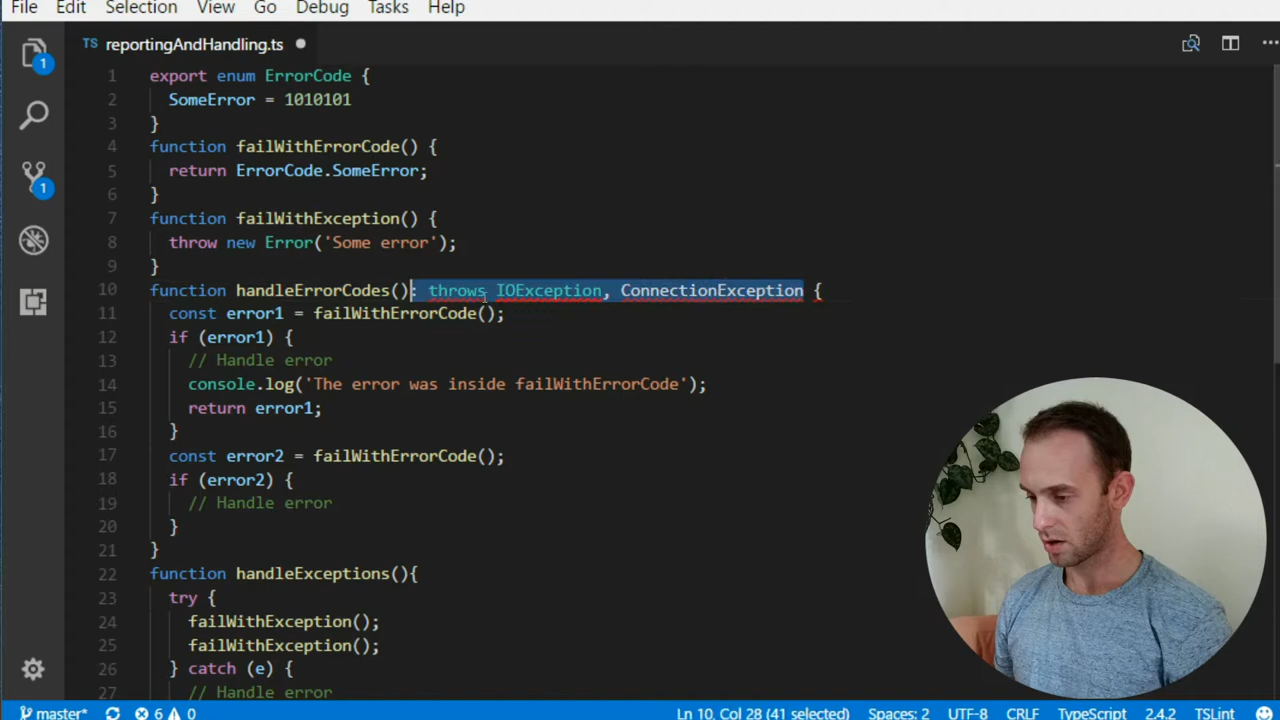 File Edit Selection View Go Debug Tasks Help
TS reportingAndHandling.ts
1
1
1 export enum ErrorCode {
2 SomeError = 1010101
3 }
4 function failWithErrorCode() {
5 return ErrorCode.SomeError;
6 }
7 function failWithException() {
8 throw new Error('Some error');
9 }
10 function handleErrorCodes(): throws IOException, ConnectionException {
11 const error1 = failWithErrorCode();
12 if (error1) {
13 // Handle error
14 console.log('The error was inside failWithErrorCode');
15 return error1;
16 }
17 const error2 = failWithErrorCode();
18 if (error2) {
19 // Handle error
20 }
21 }
22 function handleExceptions(){
23 try {
24 failWithException();
25 failWithException();
26 } catch (e) {
27 // Handle error
master* 6 0 Ln 10, Col 28 (41 selected) Spaces: 2 UTF-8 CRLF TypeScript 2.4.2 TSLint